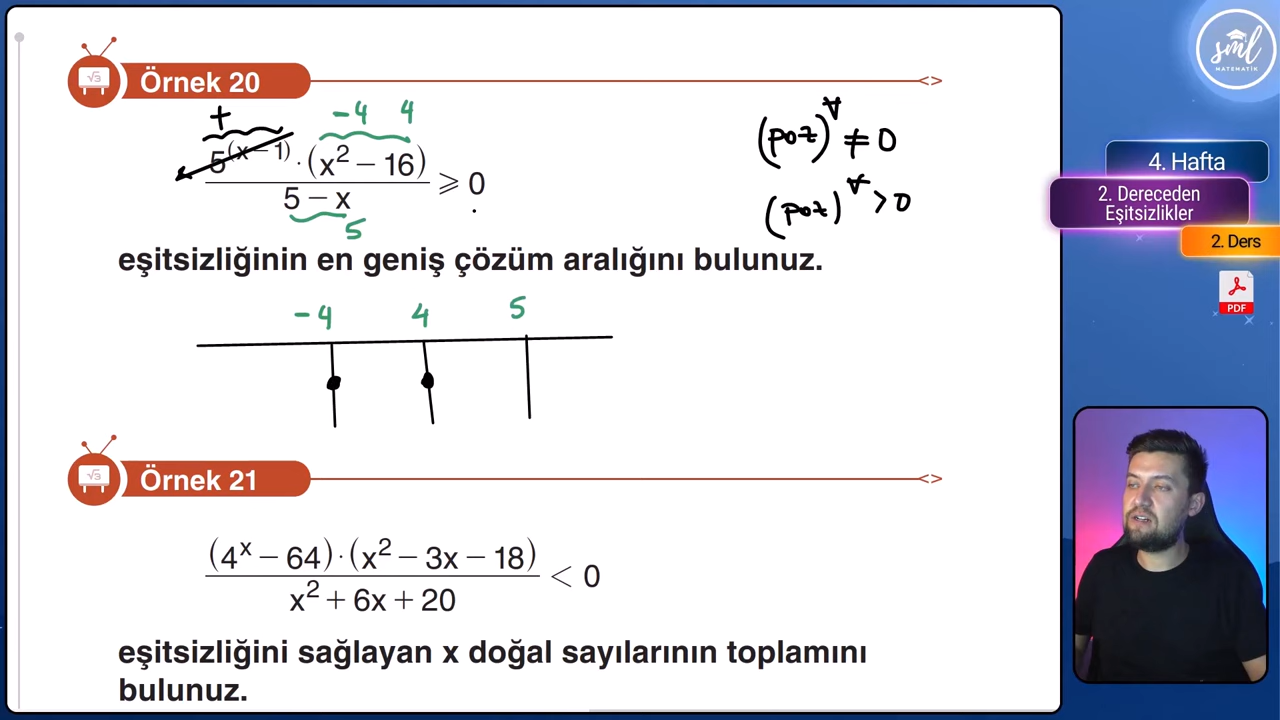 Örnek 20
+
-4 4
5^(x-1) · (x² - 16)
5 - x
≥ 0
5
(poz)^∀ ≠ 0
(poz)^∀ > 0
eşitsizliğinin en geniş çözüm aralığını bulunuz.
-4 4 5
Örnek 21
(4^x - 64) · (x² - 3x - 18)
x² + 6x + 20
< 0
eşitsizliğini sağlayan x doğal sayılarının toplamını
bulunuz.
sml
MATEMATİK
4. Hafta
2. Dereceden
Eşitsizlikler
2. Ders
PDF